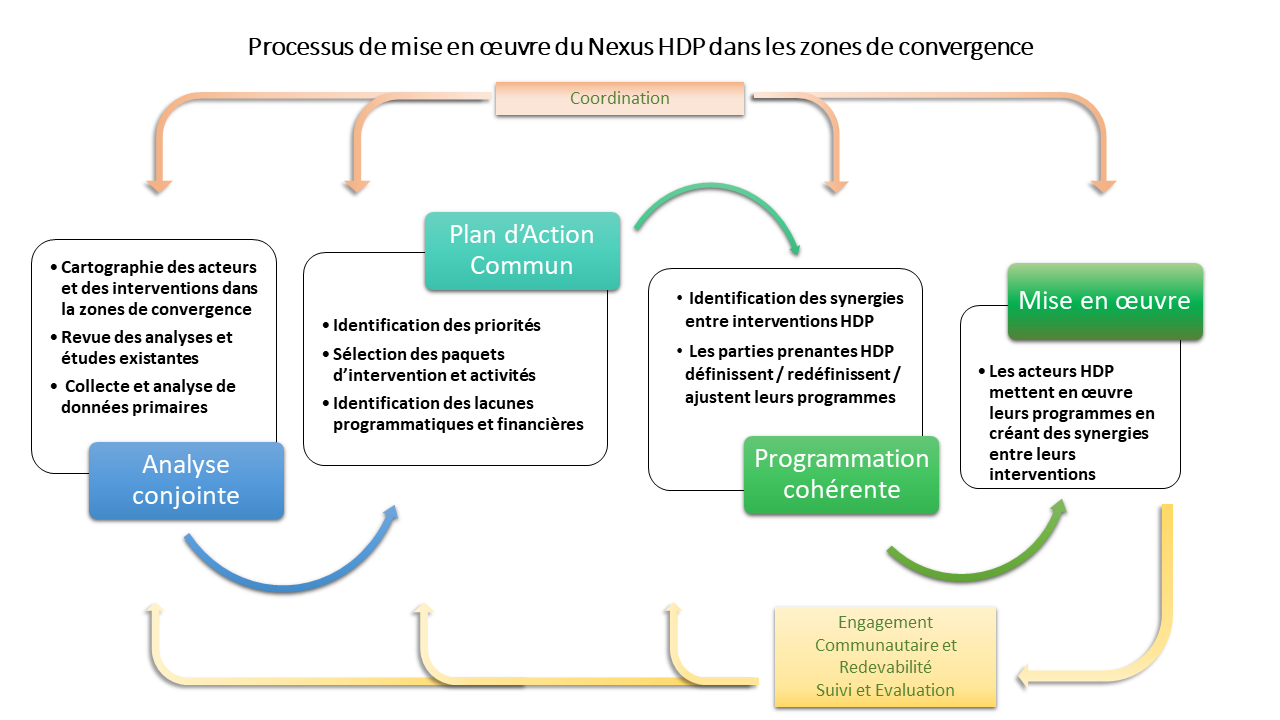 Processus de mise en œuvre du Nexus HDP dans les zones de convergence
Coordination
• Cartographie des acteurs
et des interventions dans
la zones de convergence
• Revue des analyses et
études existantes
• Collecte et analyse de
données primaires
Analyse
conjointe
Plan d’Action
Commun
• Identification des priorités
• Sélection des paquets
d’intervention et activités
• Identification des lacunes
programmatiques et financières
• Identification des synergies
entre interventions HDP
• Les parties prenantes HDP
définissent / redéfinissent /
ajustent leurs programmes
Programmation
cohérente
Mise en œuvre
• Les acteurs HDP
mettent en œuvre
leurs programmes en
créant des synergies
entre leurs
interventions
Engagement
Communautaire et
Redevabilité
Suivi et Evaluation